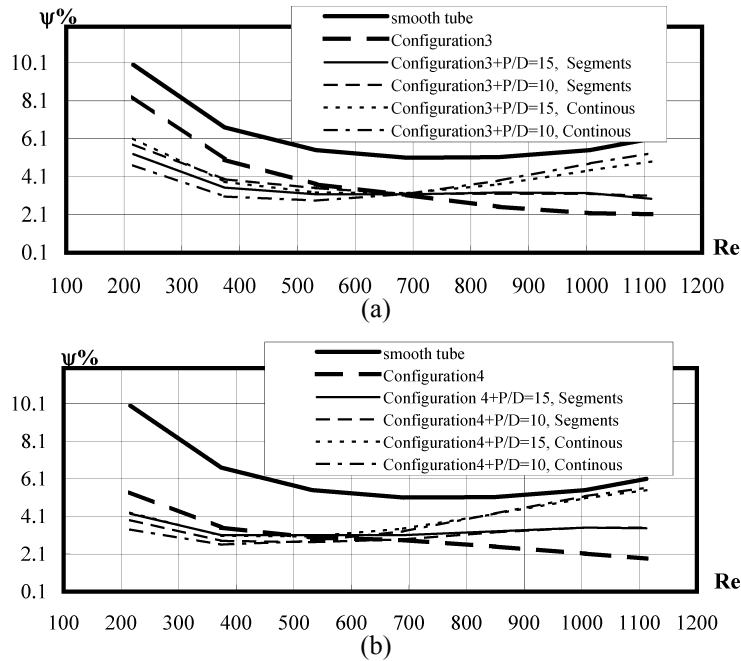 ψ%
smooth tube
Configuration3
Configuration3+P/D=15, Segments
Configuration3+P/D=10, Segments
Configuration3+P/D=15, Continous
Configuration3+P/D=10, Continous
10.1
8.1
6.1
4.1
2.1
0.1
Re
100 200 300 400 500 600 700 800 900 1000 1100 1200
(a)
ψ%
smooth tube
Configuration4
Configuration 4+P/D=15, Segments
Configuration4+P/D=10, Segments
Configuration4+P/D=15, Continous
Configuration4+P/D=10, Continous
10.1
8.1
6.1
4.1
2.1
0.1
Re
100 200 300 400 500 600 700 800 900 1000 1100 1200
(b)